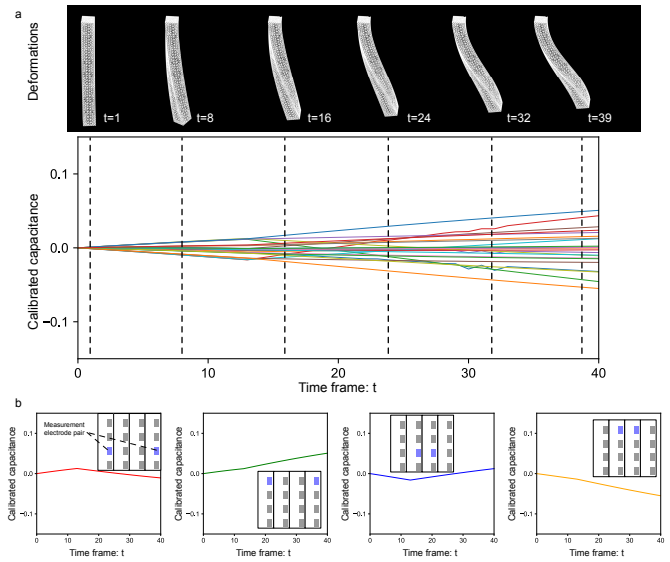 a
Deformations
t=1
t=8
t=16
t=24
t=32
t=39
Calibrated capacitance
0.1
0.0
−0.1
0
10
20
30
40
Time frame: t
b
Calibrated capacitance
0.1
0.0
−0.1
Measurement
electrode pair
0
10
20
30
40
Time frame: t
Calibrated capacitance
0.1
0.0
−0.1
0
10
20
30
40
Time frame: t
Calibrated capacitance
0.1
0.0
−0.1
0
10
20
30
40
Time frame: t
Calibrated capacitance
0.1
0.0
−0.1
0
10
20
30
40
Time frame: t